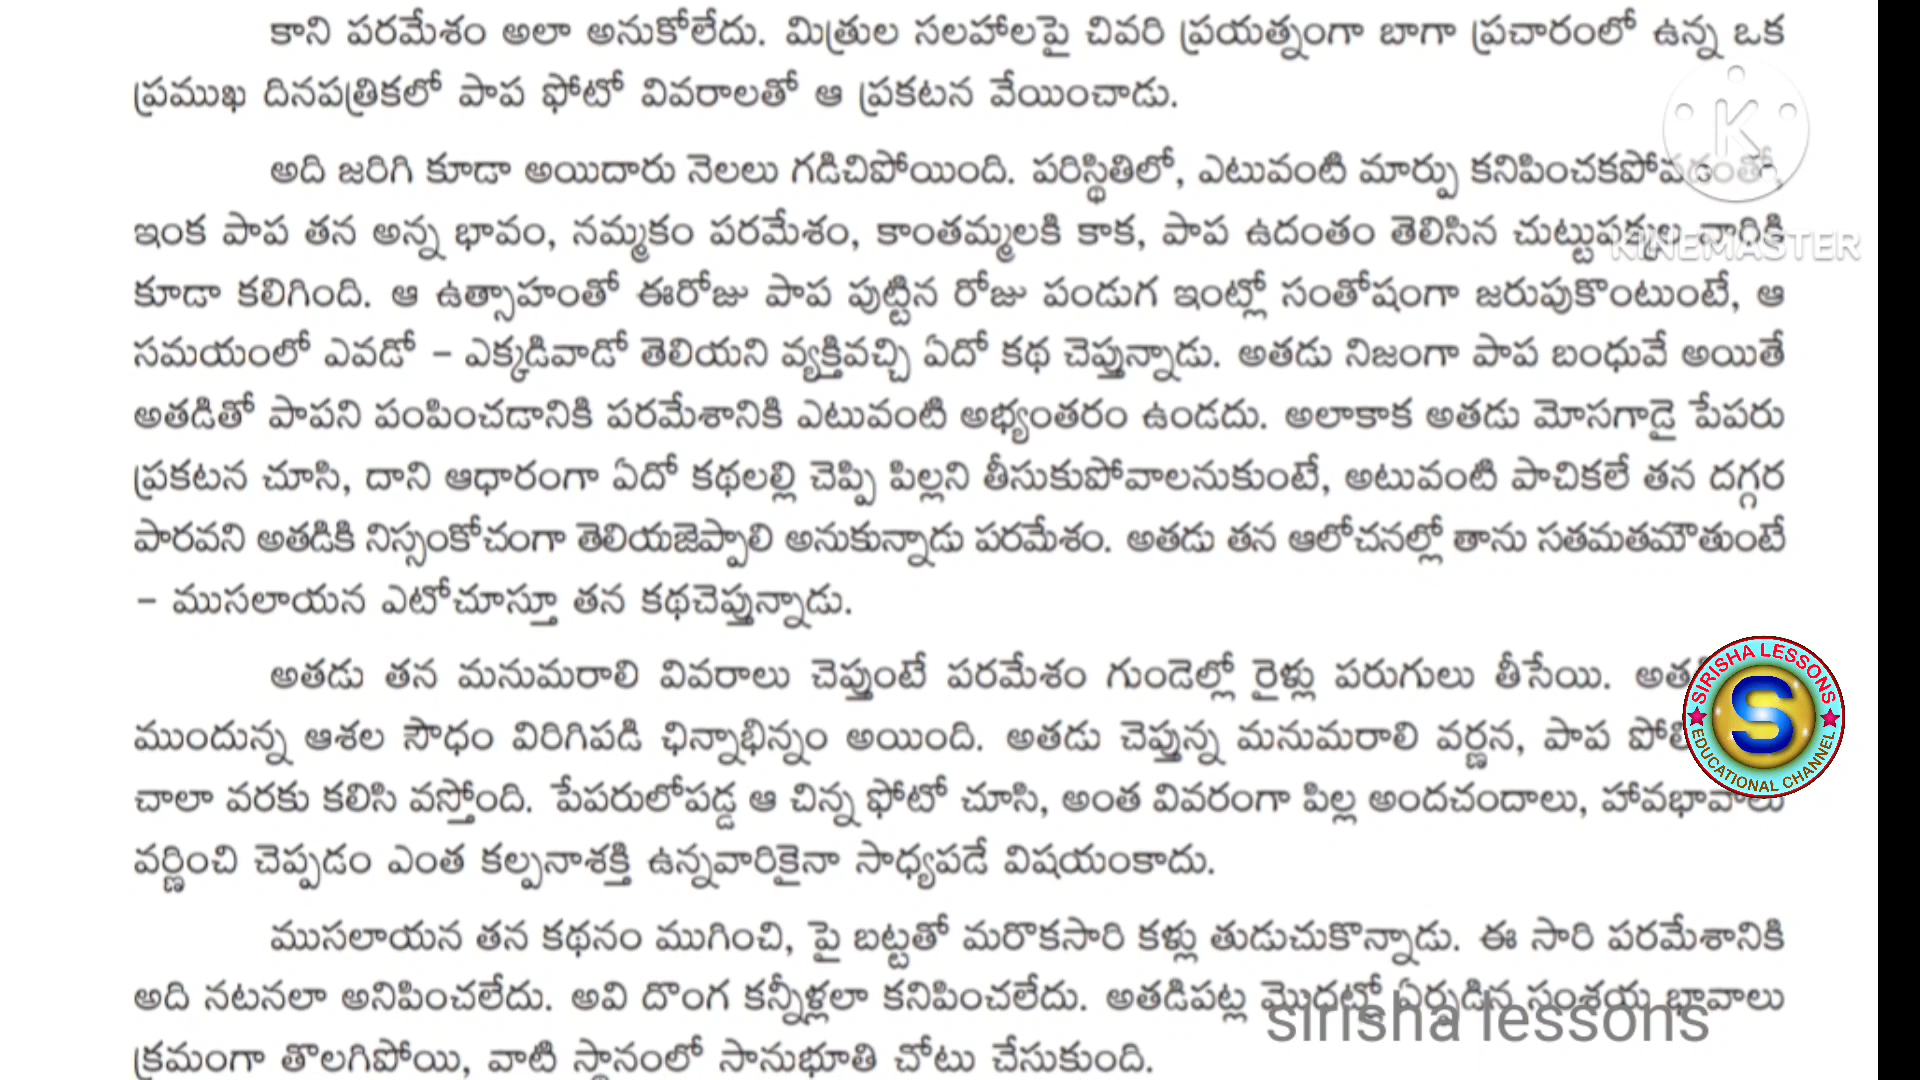 కాని పరమేశం అలా అనుకోలేదు. మిత్రుల సలహాలపై చివరి ప్రయత్నంగా బాగా ప్రచారంలో ఉన్న ఒక
ప్రముఖ దినపత్రికలో పాప ఫోటో వివరాలతో ఆ ప్రకటన వేయించాడు.
అది జరిగి కూడా అయిదారు నెలలు గడిచిపోయింది. పరిస్థితిలో, ఎటువంటి మార్పు కనిపించకపోవడంతో,
ఇంక పాప తన అన్న భావం, నమ్మకం పరమేశం, కాంతమ్మలకి కాక, పాప ఉదంతం తెలిసిన చుట్టుపక్కల వారికి
కూడా కలిగింది. ఆ ఉత్సాహంతో ఈరోజు పాప పుట్టిన రోజు పండుగ ఇంట్లో సంతోషంగా జరుపుకొంటుంటే, ఆ
సమయంలో ఎవడో – ఎక్కడివాడో తెలియని వ్యక్తివచ్చి ఏదో కథ చెప్తున్నాడు. అతడు నిజంగా పాప బంధువే అయితే
అతడితో పాపని పంపించడానికి పరమేశానికి ఎటువంటి అభ్యంతరం ఉండదు. అలాకాక అతడు మోసగాడై పేపరు
ప్రకటన చూసి, దాని ఆధారంగా ఏదో కథలల్లి చెప్పి పిల్లని తీసుకుపోవాలనుకుంటే, అటువంటి పాచికలే తన దగ్గర
పారవని అతడికి నిస్సంకోచంగా తెలియజెప్పాలి అనుకున్నాడు పరమేశం. అతడు తన ఆలోచనల్లో తాను సతమతమౌతుంటే
– ముసలాయన ఎటోచూస్తూ తన కథచెప్తున్నాడు.
అతడు తన మనుమరాలి వివరాలు చెప్తుంటే పరమేశం గుండెల్లో రైళ్లు పరుగులు తీసేయి.
ముందున్న ఆశల సౌధం విరిగిపడి ఛిన్నాభిన్నం అయింది. అతడు చెప్తున్న మనుమరాలి వర్ణన, పాప
చాలా వరకు కలిసి వస్తోంది. పేపరులోపడ్డ ఆ చిన్న ఫోటో చూసి, అంత వివరంగా పిల్ల అందచందాలు, హావభావాలు
వర్ణించి చెప్పడం ఎంత కల్పనాశక్తి ఉన్నవారికైనా సాధ్యపడే విషయంకాదు.
ముసలాయన తన కథనం ముగించి, పై బట్టతో మరొకసారి కళ్లు తుడుచుకొన్నాడు. ఈ సారి పరమేశానికి
అది నటనలా అనిపించలేదు. అవి దొంగ కన్నీళ్లలా కనిపించలేదు. అతడిపట్ల మొదట్లో ఏర్పడిన సంశయ భావాలు
క్రమంగా తొలగిపోయి, వాటి స్థానంలో సానుభూతి చోటు చేసుకుంది.
K
KINEMASTER
SIRISHA LESSONS
S
EDUCATIONAL CHANNEL
sirisha lessons